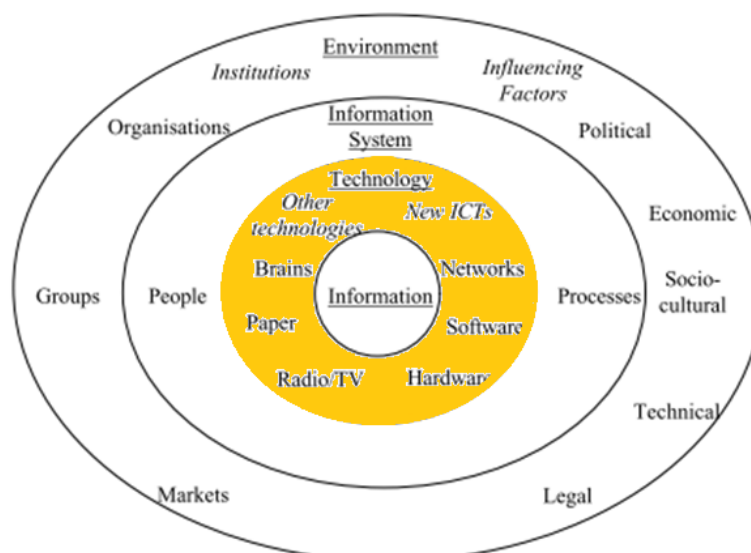 Environment
Institutions
Influencing
Factors
Organisations
Information
System
Political
Technology
Other
technologies
New ICTs
Economic
Brains
Networks
Groups
People
Information
Processes
Socio-
cultural
Paper
Software
Radio/TV
Hardware
Technical
Markets
Legal